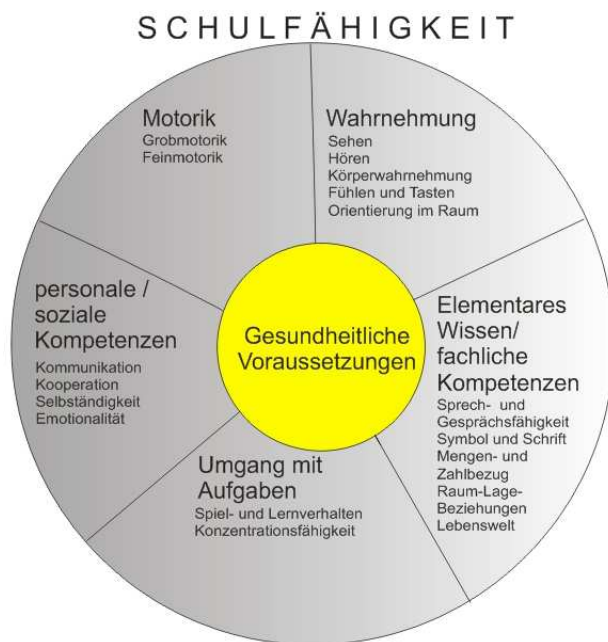 SCHULFÄHIGKEIT
Motorik
Grobmotorik
Feinmotorik
Wahrnehmung
Sehen
Hören
Körperwahrnehmung
Fühlen und Tasten
Orientierung im Raum
personale /
soziale
Kompetenzen
Kommunikation
Kooperation
Selbständigkeit
Emotionalität
Gesundheitliche
Voraussetzungen
Elementares
Wissen/
fachliche
Kompetenzen
Sprech- und
Gesprächsfähigkeit
Symbol und Schrift
Mengen- und
Zahlbezug
Raum-Lage-
Beziehungen
Lebenswelt
Umgang mit
Aufgaben
Spiel- und Lernverhalten
Konzentrationsfähigkeit